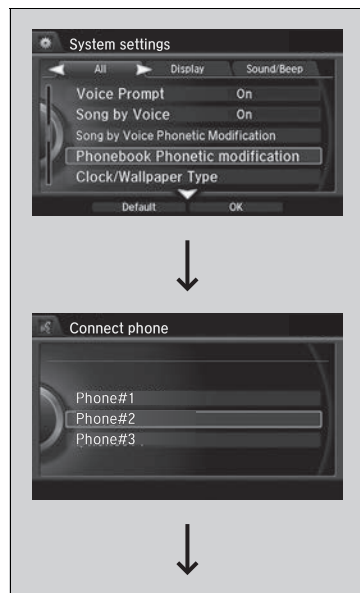 System settings
All Display Sound/Beep
Voice Prompt On
Song by Voice On
Song by Voice Phonetic Modification
Phonebook Phonetic modification
Clock/Wallpaper Type
Default OK
Connect phone
Phone#1
Phone#2
Phone#3